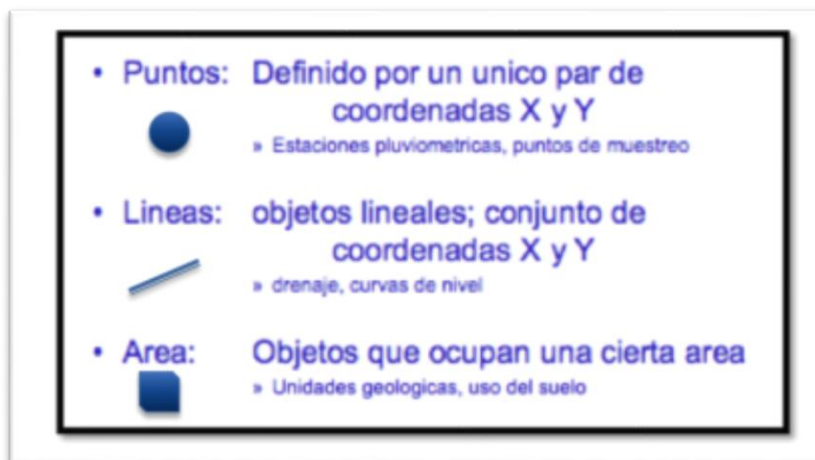 • Puntos: Definido por un unico par de
coordenadas X y Y
» Estaciones pluviometricas, puntos de muestreo
• Lineas: objetos lineales; conjunto de
coordenadas X y Y
» drenaje, curvas de nivel
• Area: Objetos que ocupan una cierta area
» Unidades geologicas, uso del suelo